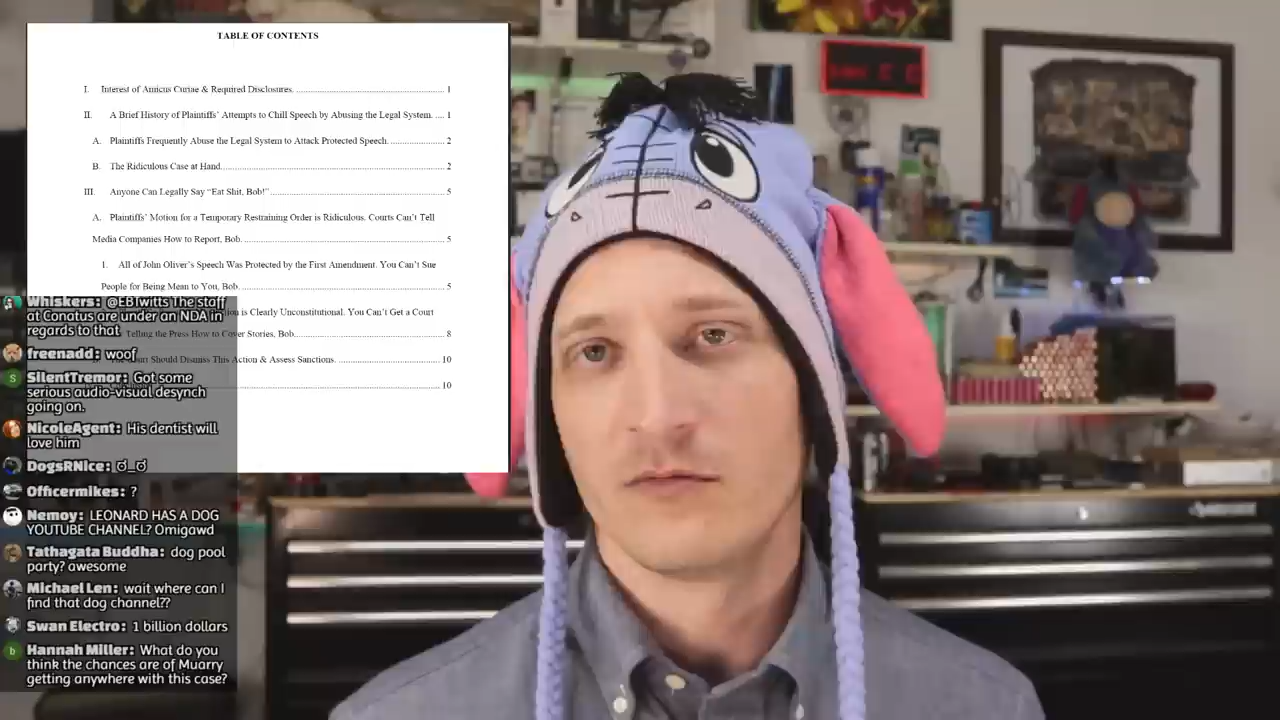 TABLE OF CONTENTS
I. Interest of Amicus Curiae & Required Disclosures. 1
II. A Brief History of Plaintiffs' Attempts to Chill Speech by Abusing the Legal System. 1
A. Plaintiffs Frequently Abuse the Legal System to Attack Protected Speech. 2
B. The Ridiculous Case at Hand. 2
III. Anyone Can Legally Say "Eat Shit, Bob!" 5
A. Plaintiffs' Motion for a Temporary Restraining Order is Ridiculous. Courts Can't Tell
Media Companies How to Report, Bob. 5
1. All of John Oliver's Speech Was Protected by the First Amendment. You Can't Sue
People for Being Mean to You, Bob. 5
is Clearly Unconstitutional. You Can't Get a Court
Telling the Press How to Cover Stories, Bob. 8
Should Dismiss This Action & Assess Sanctions. 10
10
Whiskers: @EBTwitts The staff
at Conatus are under an NDA in
regards to that.
freenadd: woof
SilentTremor: Got some
serious audio-visual desynch
going on.
NicoleAgent: His dentist will
love him
DogsRNice: ಠ_ಠ
Officermikes: ?
Nemoy: LEONARD HAS A DOG
YOUTUBE CHANNEL? Omigawd
Tathagata Buddha: dog pool
party? awesome
Michael Len: wait where can I
find that dog channel??
Swan Electro: 1 billion dollars
Hannah Miller: What do you
think the chances are of Muarry
getting anywhere with this case?